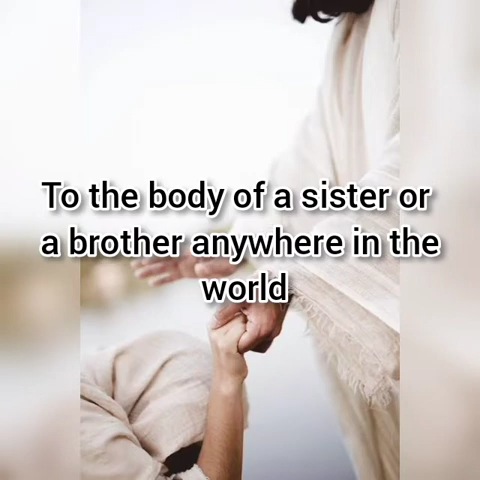 To the body of a sister or
a brother anywhere in the
world